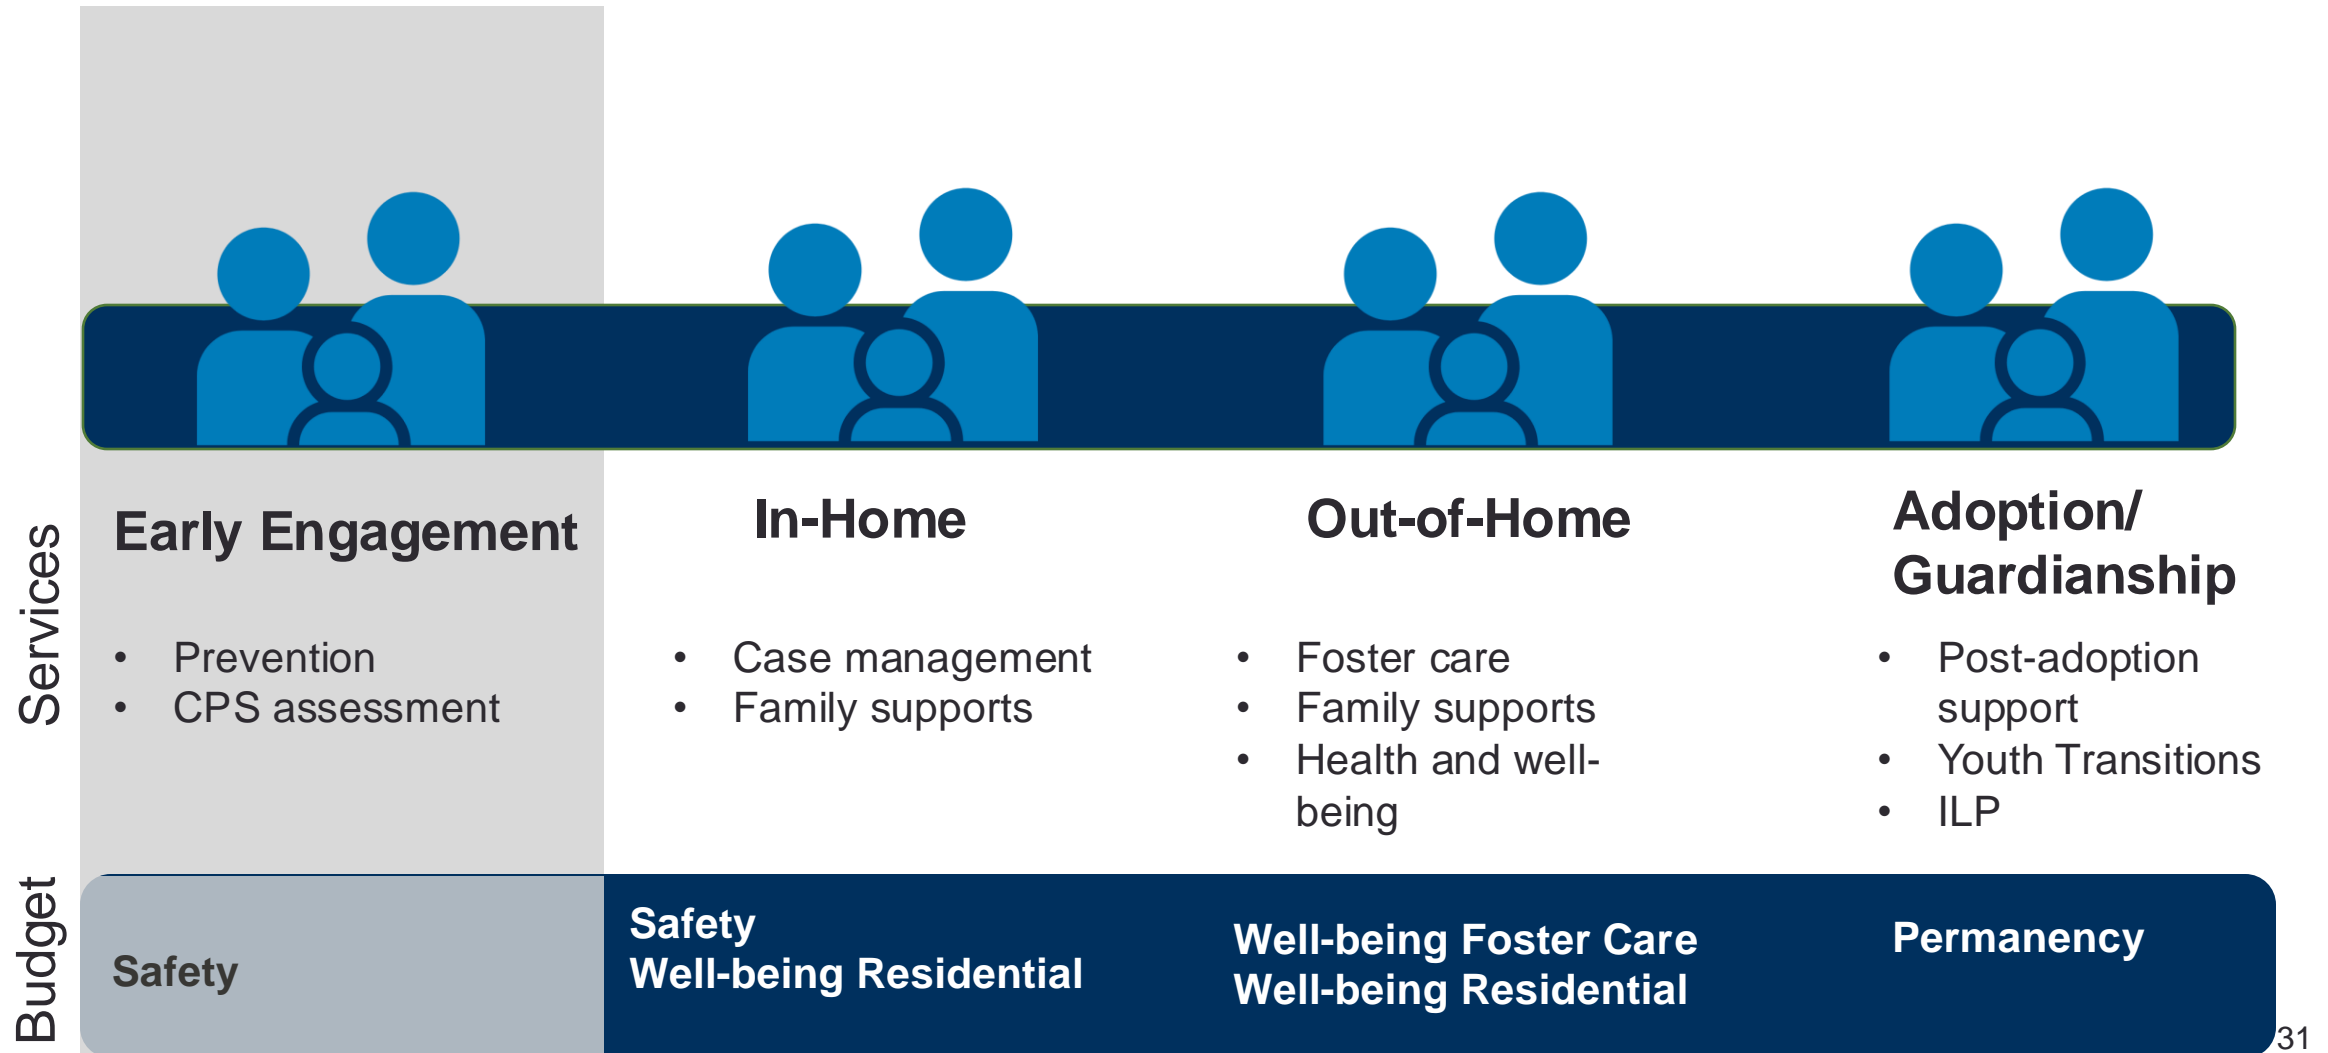 Services
Early Engagement
• Prevention
• CPS assessment
In-Home
• Case management
• Family supports
Out-of-Home
• Foster care
• Family supports
• Health and well-
being
Adoption/
Guardianship
• Post-adoption
support
• Youth Transitions
• ILP
Budget
Safety
Safety
Well-being Residential
Well-being Foster Care
Well-being Residential
Permanency
31